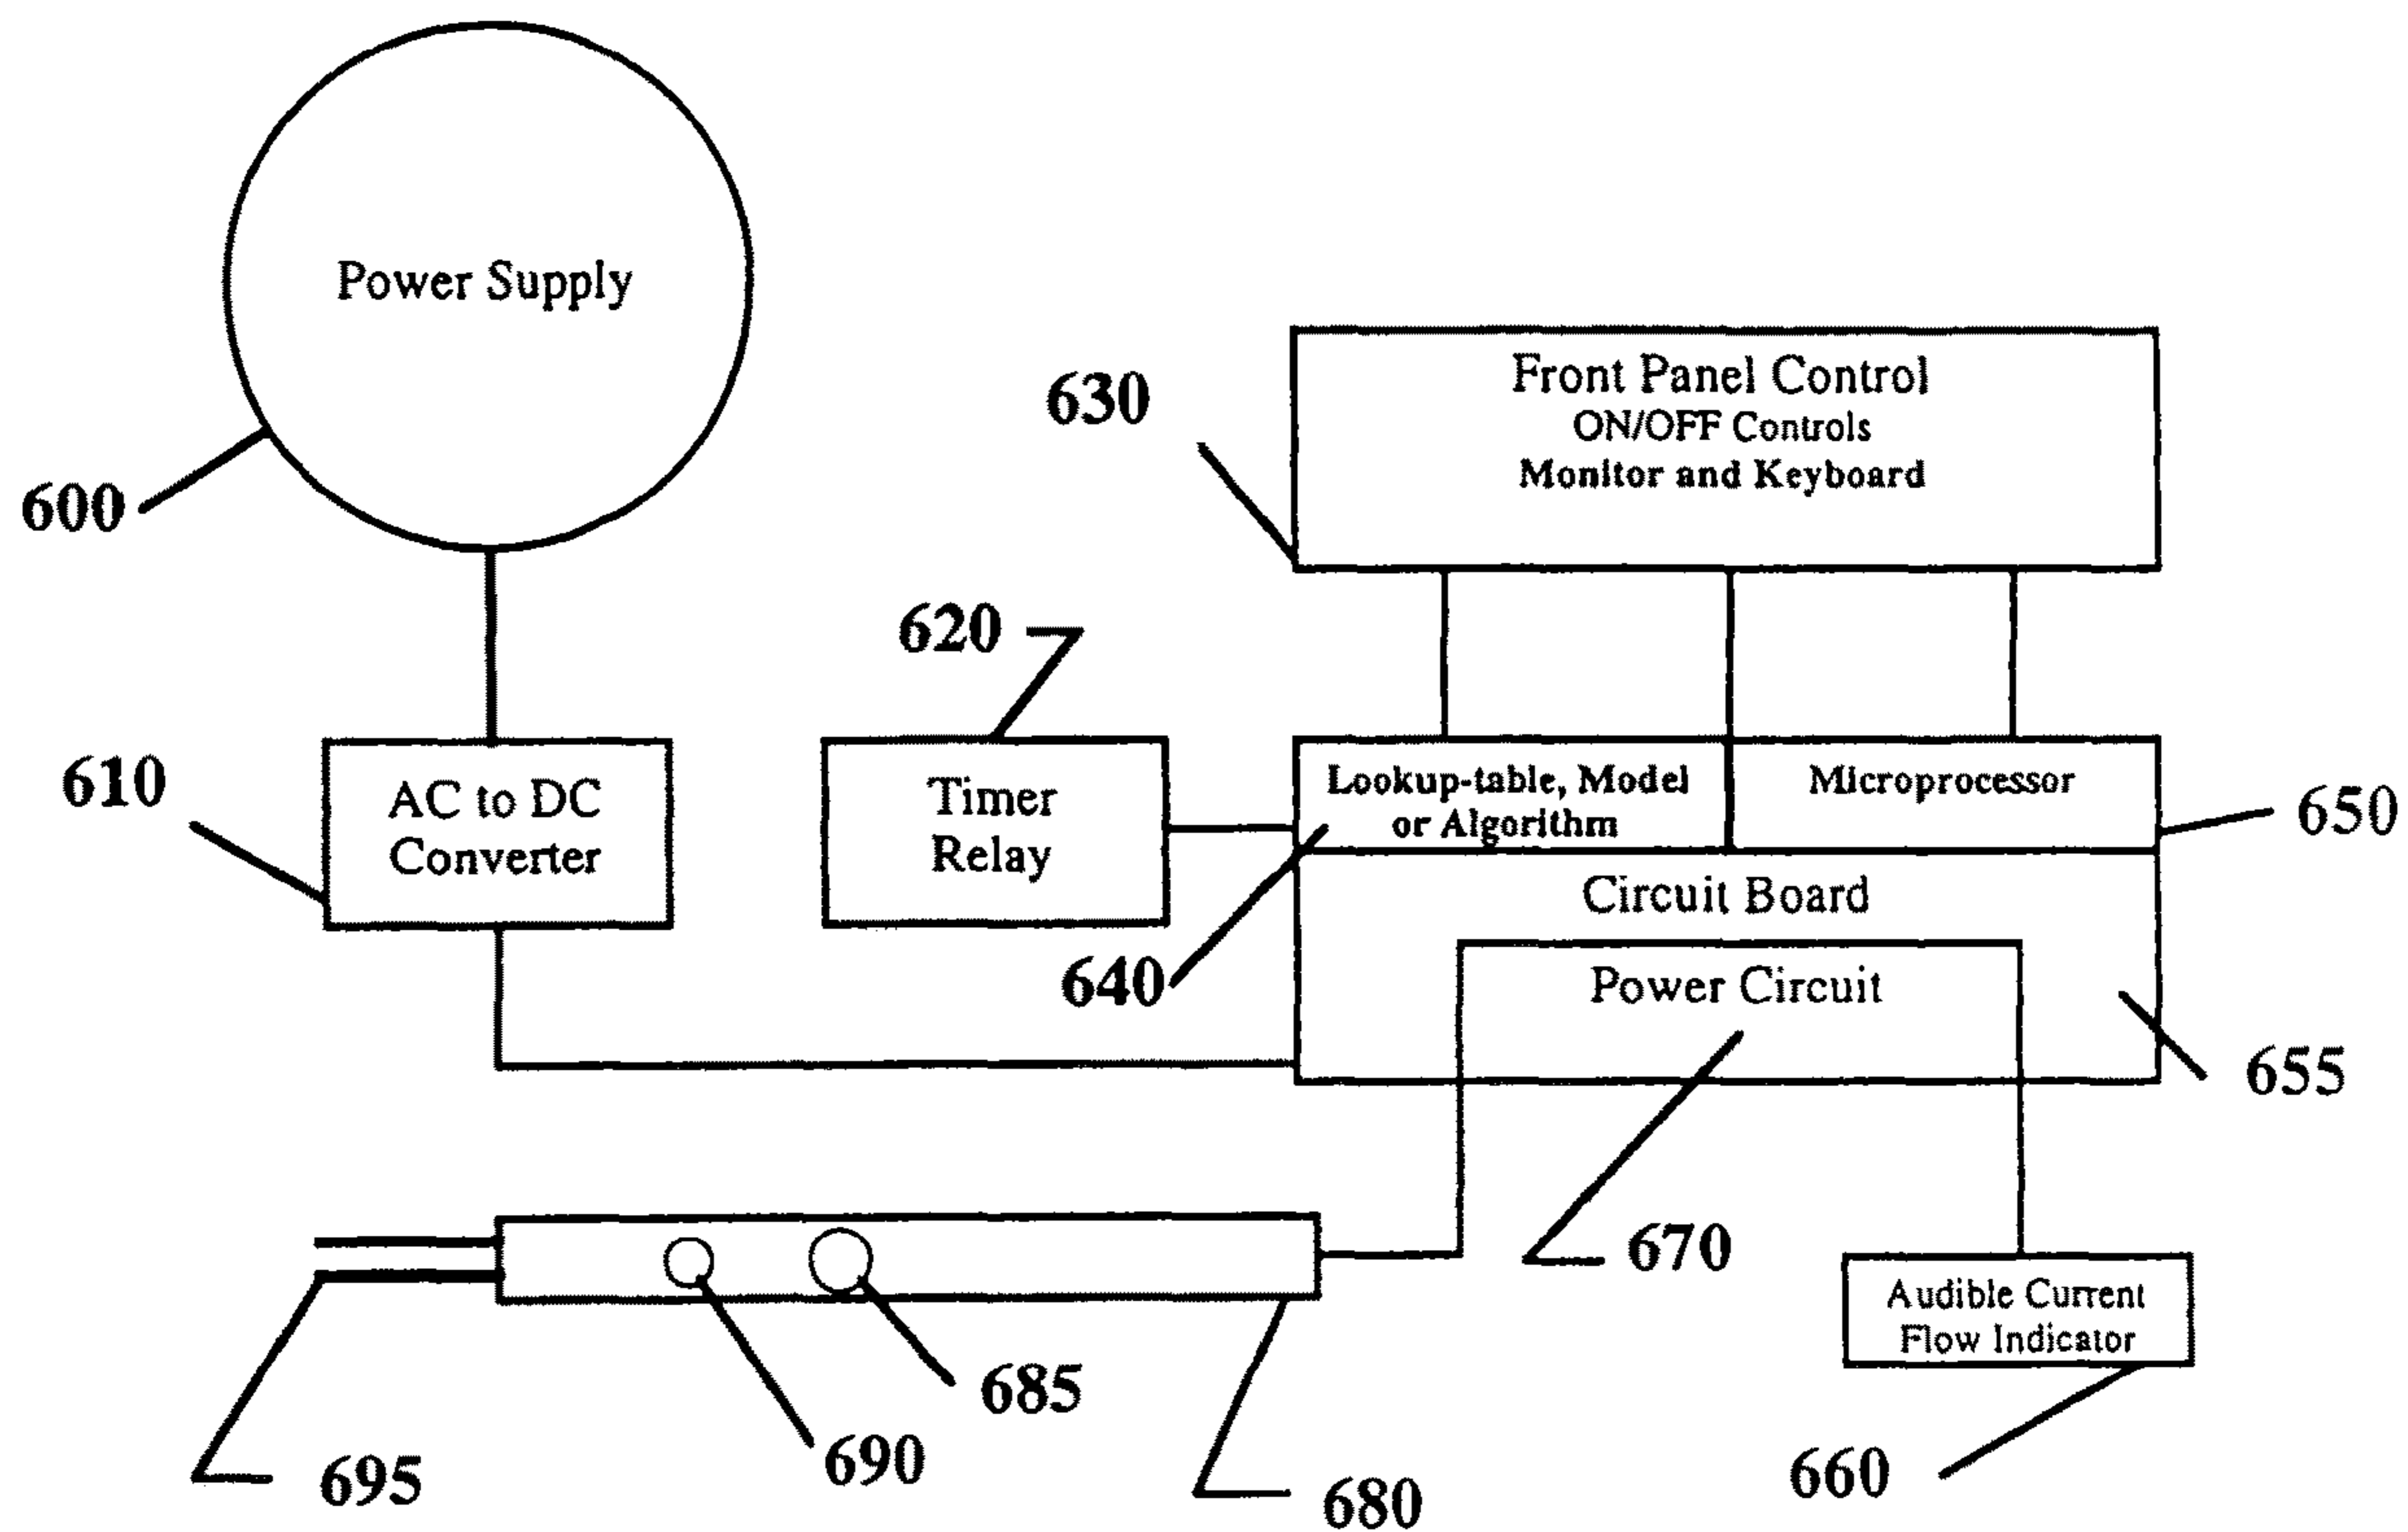 Power Supply
600
Front Panel Control
ON/OFF Controls
Monitor and Keyboard
630
620
610
AC to DC
Converter
Timer
Relay
Lookup-table, Model
or Algorithm
Microprocessor
650
Circuit Board
640
Power Circuit
655
670
Audible Current
Flow Indicator
685
690
695
680
660